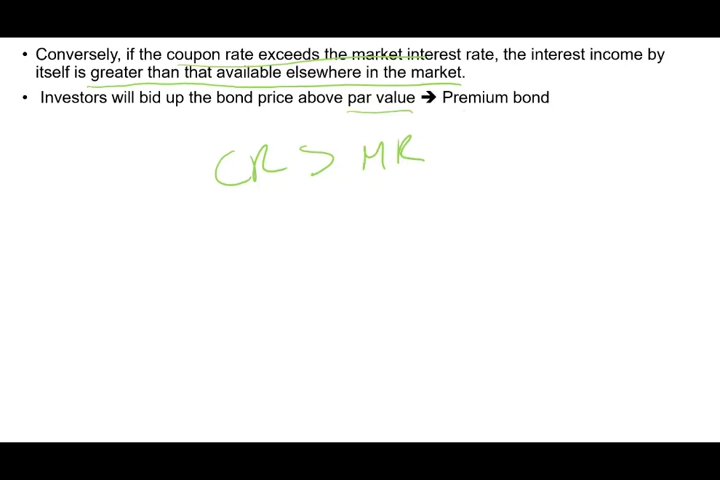 • Conversely, if the coupon rate exceeds the market interest rate, the interest income by
itself is greater than that available elsewhere in the market.
• Investors will bid up the bond price above par value ➔ Premium bond
CR > MR